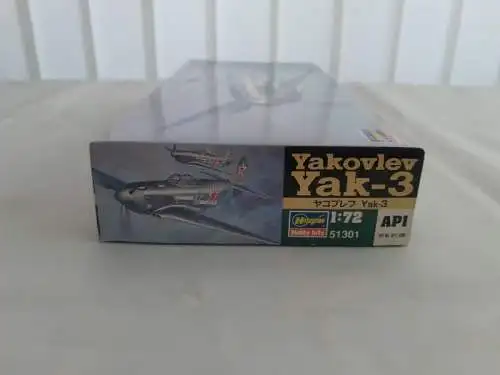 Yakovlev
Yak-3
ヤコブレフ Yak-3
Hasegawa
Hobby kits
1:72
51301
AP1